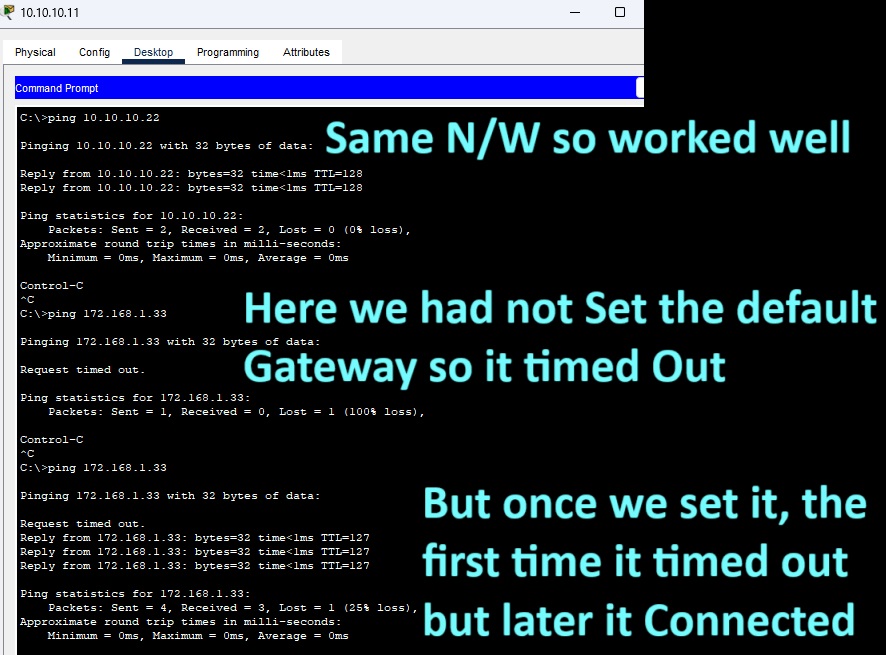 10.10.10.11
Physical Config Desktop Programming Attributes
Command Prompt
C:\>ping 10.10.10.22
Pinging 10.10.10.22 with 32 bytes of data:
Same N/W so worked well
Reply from 10.10.10.22: bytes=32 time<1ms TTL=128
Reply from 10.10.10.22: bytes=32 time<1ms TTL=128
Ping statistics for 10.10.10.22:
Packets: Sent = 2, Received = 2, Lost = 0 (0% loss),
Approximate round trip times in milli-seconds:
Minimum = 0ms, Maximum = 0ms, Average = 0ms
Control-C
^C
C:\>ping 172.168.1.33
Here we had not Set the default
Gateway so it timed Out
Pinging 172.168.1.33 with 32 bytes of data:
Request timed out.
Ping statistics for 172.168.1.33:
Packets: Sent = 1, Received = 0, Lost = 1 (100% loss),
Control-C
^C
C:\>ping 172.168.1.33
Pinging 172.168.1.33 with 32 bytes of data:
But once we set it, the
first time it timed out
but later it Connected
Request timed out.
Reply from 172.168.1.33: bytes=32 time<1ms TTL=127
Reply from 172.168.1.33: bytes=32 time<1ms TTL=127
Reply from 172.168.1.33: bytes=32 time<1ms TTL=127
Ping statistics for 172.168.1.33:
Packets: Sent = 4, Received = 3, Lost = 1 (25% loss),
Approximate round trip times in milli-seconds:
Minimum = 0ms, Maximum = 0ms, Average = 0ms